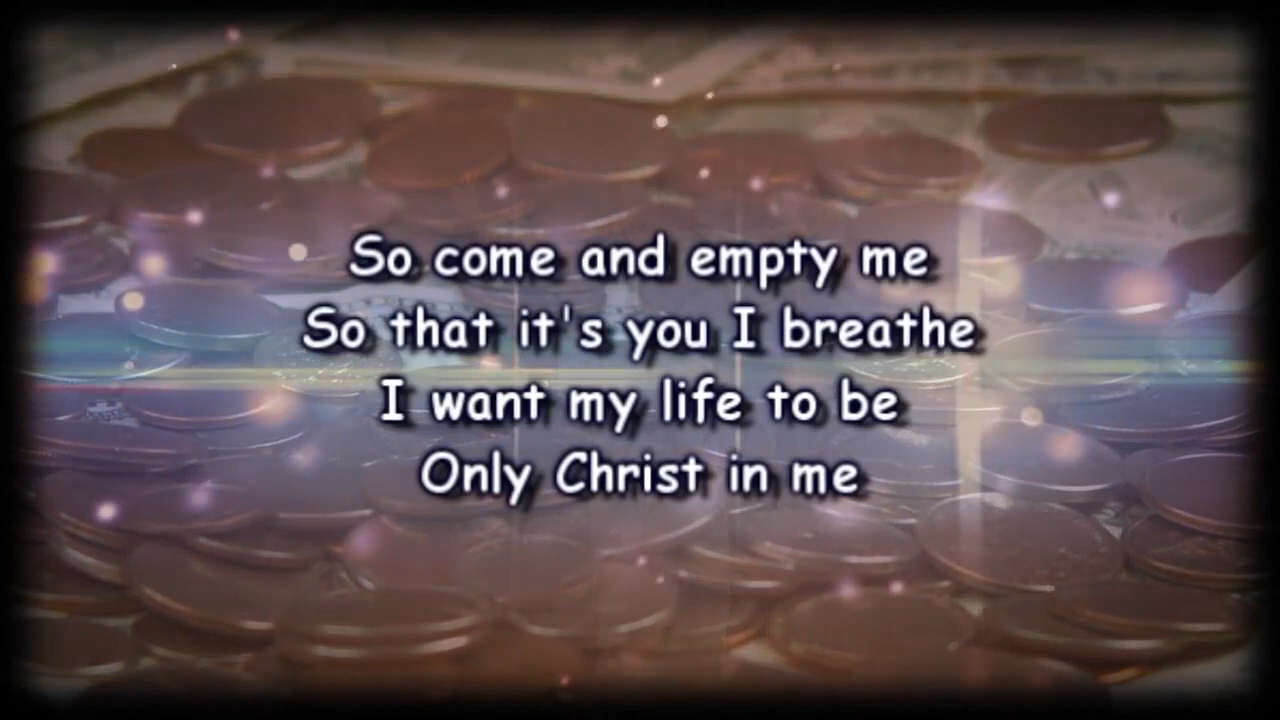 So come and empty me
So that it's you I breathe
I want my life to be
Only Christ in me